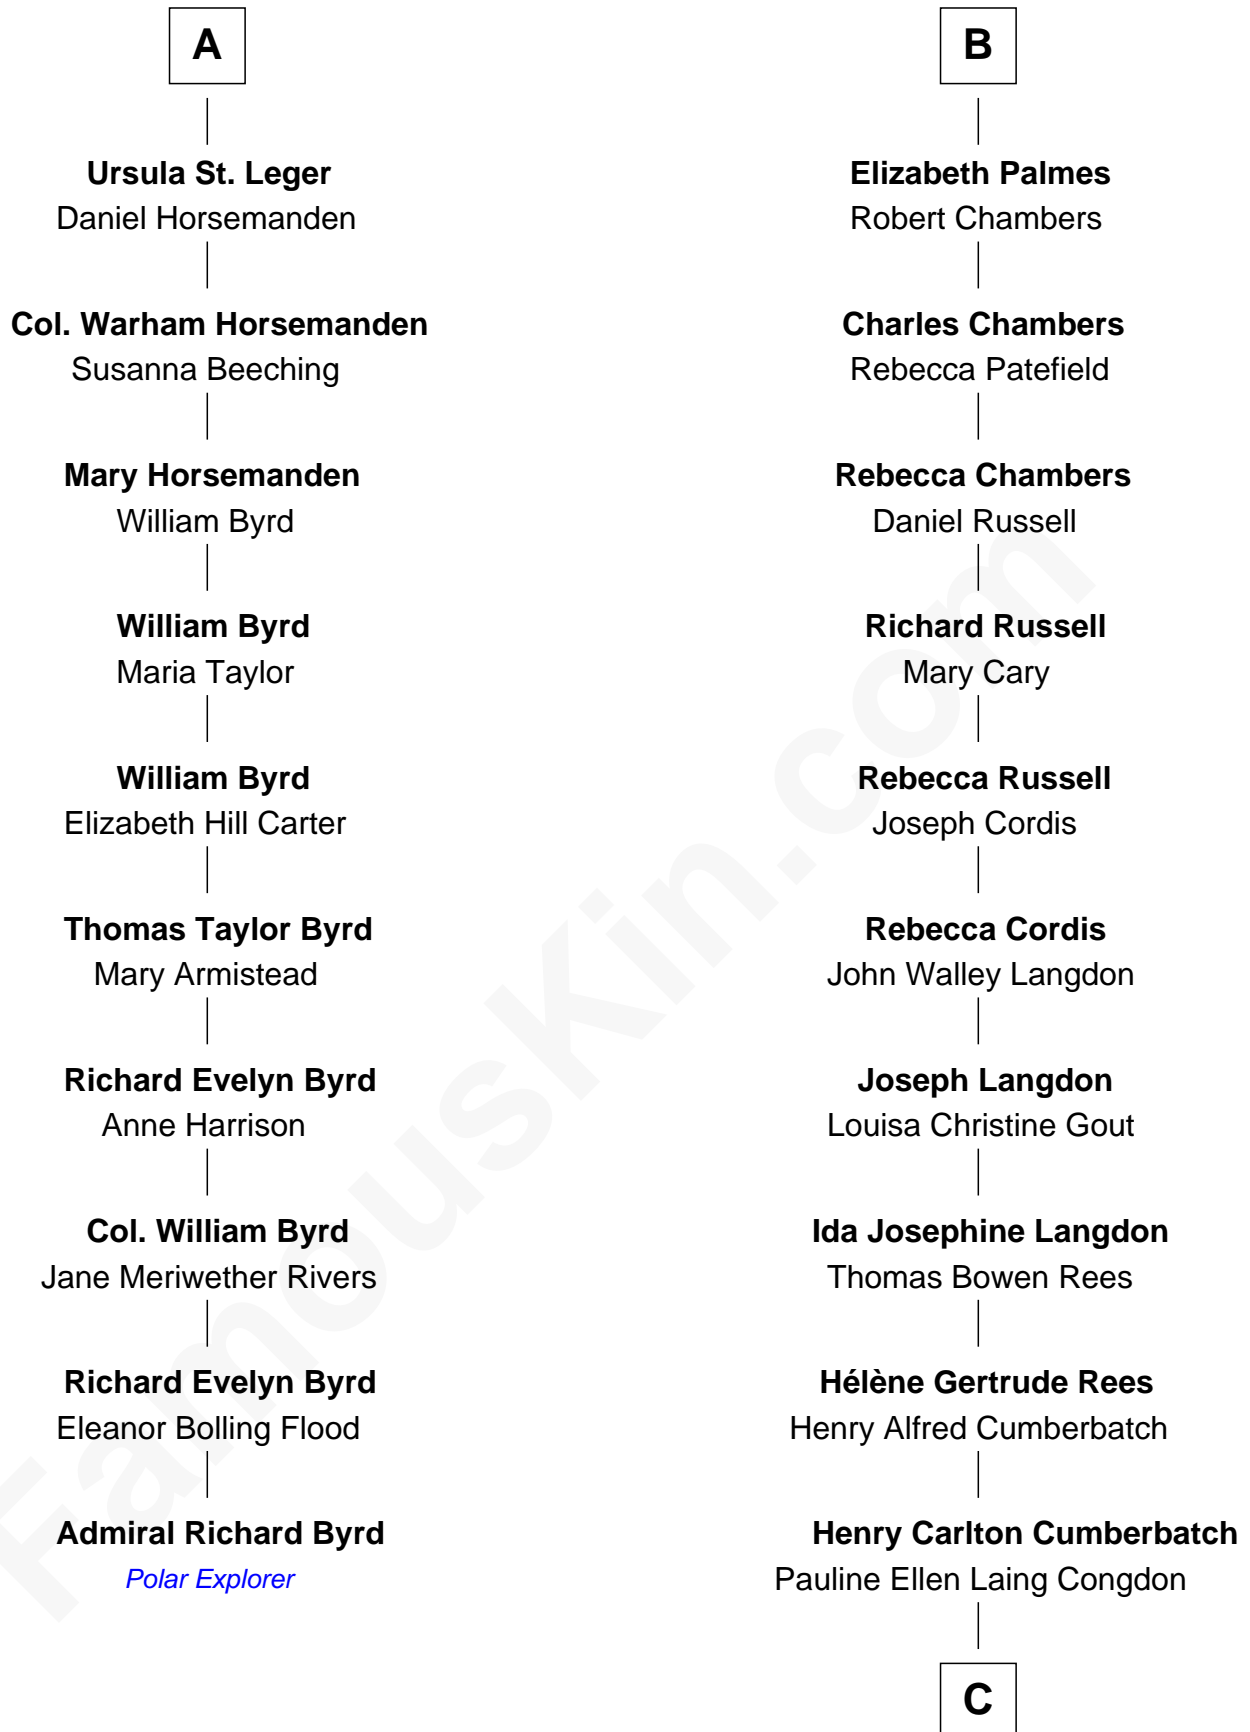 A
Ursula St. Leger
Daniel Horsemanden
Col. Warham Horsemanden
Susanna Beeching
Mary Horsemanden
William Byrd
William Byrd
Maria Taylor
William Byrd
Elizabeth Hill Carter
Thomas Taylor Byrd
Mary Armistead
Richard Evelyn Byrd
Anne Harrison
Col. William Byrd
Jane Meriwether Rivers
Richard Evelyn Byrd
Eleanor Bolling Flood
Admiral Richard Byrd
Polar Explorer
B
Elizabeth Palmes
Robert Chambers
Charles Chambers
Rebecca Patefield
Rebecca Chambers
Daniel Russell
Richard Russell
Mary Cary
Rebecca Russell
Joseph Cordis
Rebecca Cordis
John Walley Langdon
Joseph Langdon
Louisa Christine Gout
Ida Josephine Langdon
Thomas Bowen Rees
Hélène Gertrude Rees
Henry Alfred Cumberbatch
Henry Carlton Cumberbatch
Pauline Ellen Laing Congdon
C
FamousKin.com